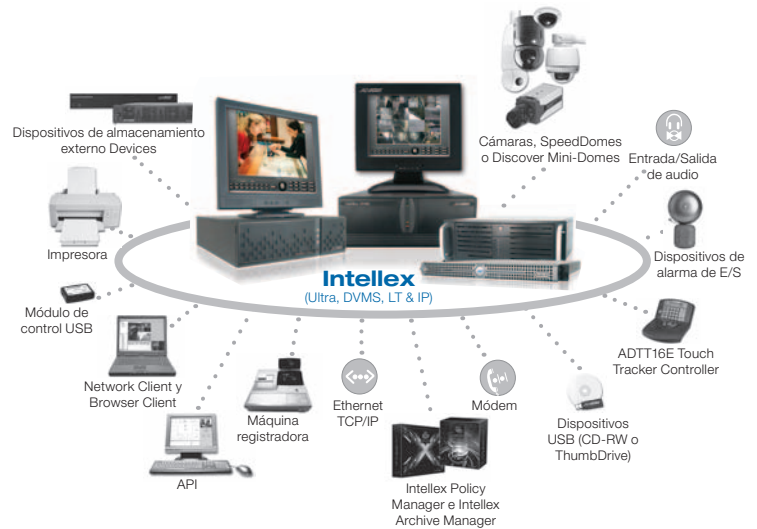 Dispositivos de almacenamiento
externo Devices
Cámaras, SpeedDomes
o Discover Mini-Domes
Entrada/Salida
de audio
Impresora
Dispositivos de
alarma de E/S
Intellex
(Ultra, DVMS, LT & IP)
Módulo de
control USB
ADTT16E Touch
Tracker Controller
Network Client y
Browser Client
Máquina
registradora
Ethernet
TCP/IP
Módem
Dispositivos
USB (CD-RW o
ThumbDrive)
API
Intellex Policy
Manager e Intellex
Archive Manager